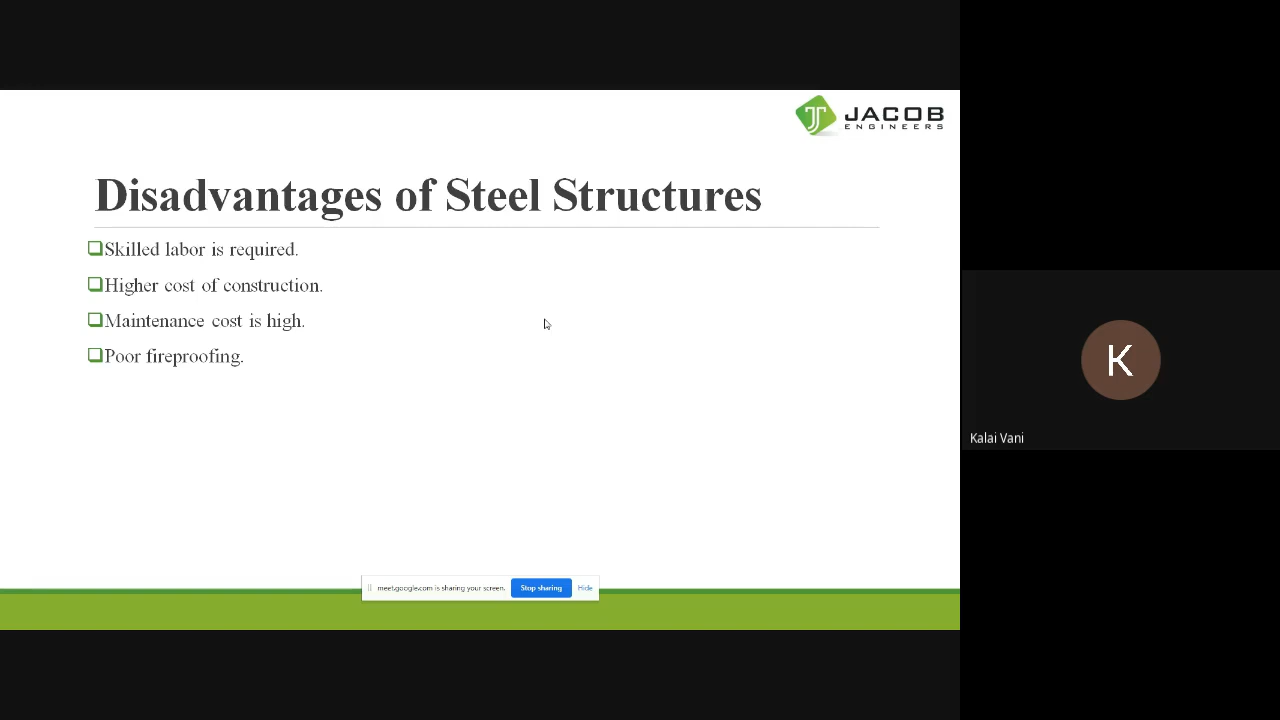 JACOB
ENGINEERS
Disadvantages of Steel Structures
Skilled labor is required.
Higher cost of construction.
Maintenance cost is high.
Poor fireproofing.
K
Kalai Vani
meet.google.com is sharing your screen. Stop sharing Hide